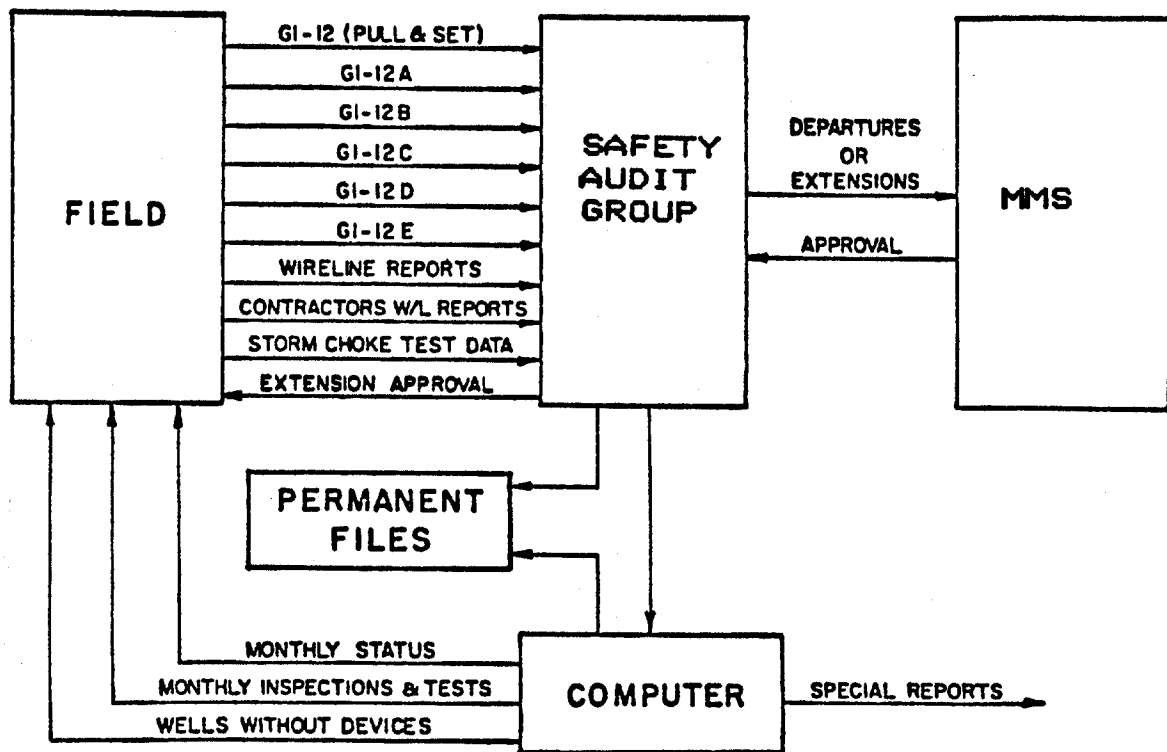 GI-12 (PULL & SET)
GI-12A
GI-12B
GI-12C
GI-12D
GI-12E
WIRELINE REPORTS
CONTRACTORS W/L REPORTS
STORM CHOKE TEST DATA
EXTENSION APPROVAL
FIELD
SAFETY
AUDIT
GROUP
DEPARTURES
OR
EXTENSIONS
APPROVAL
MMS
PERMANENT
FILES
MONTHLY STATUS
MONTHLY INSPECTIONS & TESTS
WELLS WITHOUT DEVICES
COMPUTER
SPECIAL REPORTS